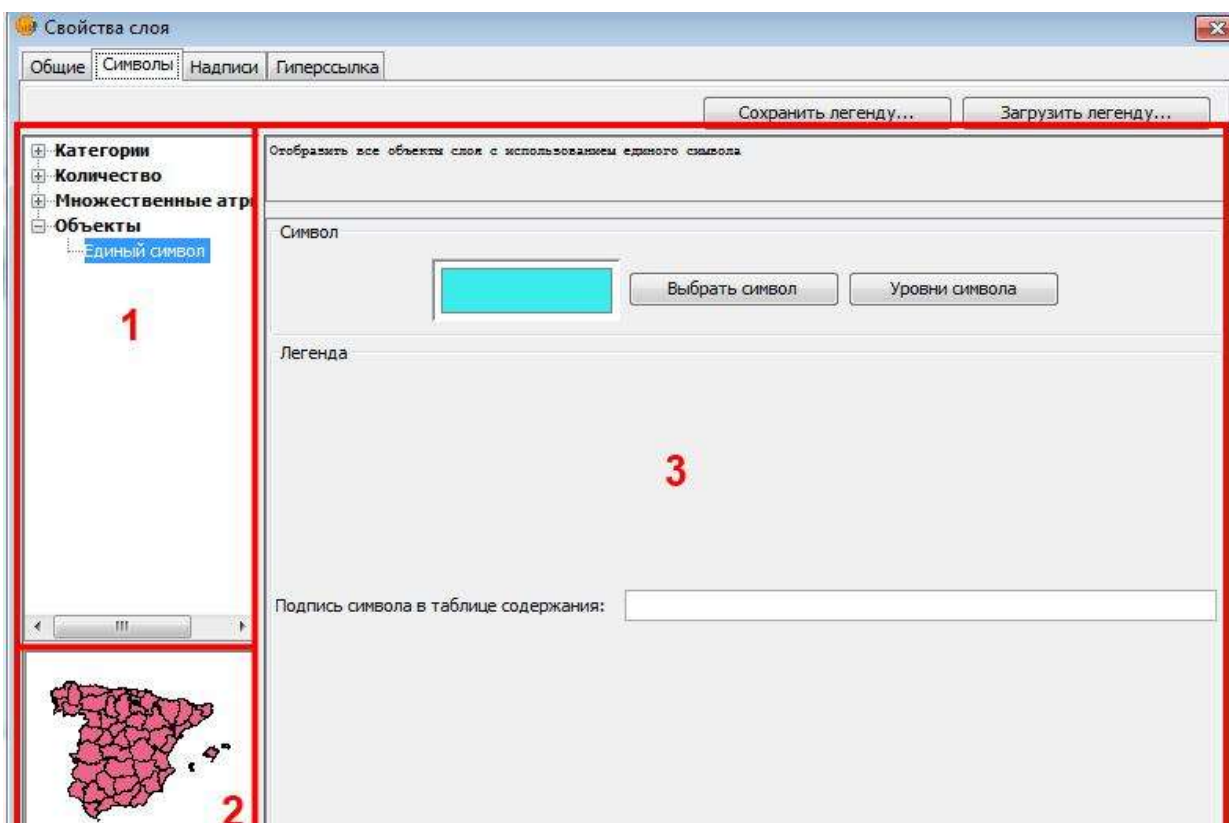 Свойства слоя
Общие Символы Надписи Гиперссылка
Сохранить легенду... Загрузить легенду...
Категории
Количество
Множественные атри
Объекты
Единый символ
1
2
Отобразить все объекты слоя с использованием единого символа
Символ
Выбрать символ Уровни символа
Легенда
3
Подпись символа в таблице содержания: